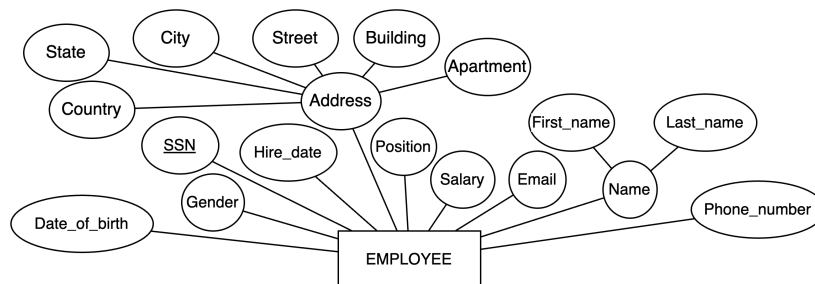 State
City
Street
Building
Apartment
Country
Address
SSN
Hire_date
Position
First_name
Last_name
Salary
Email
Name
Gender
Date_of_birth
Phone_number
EMPLOYEE